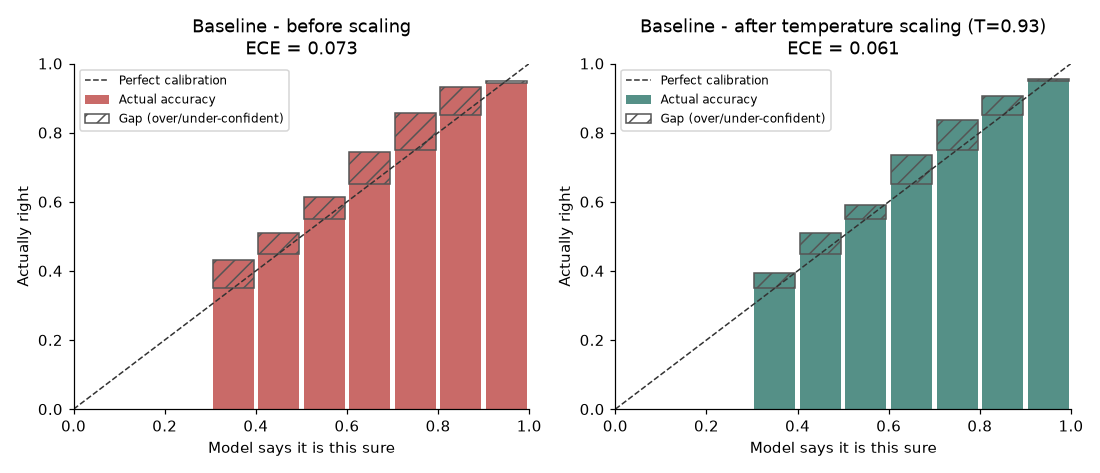 Baseline - before scaling
ECE = 0.073
Perfect calibration
Actual accuracy
Gap (over/under-confident)
1.0
0.8
0.6
0.4
0.2
0.0
Actually right
0.0 0.2 0.4 0.6 0.8 1.0
Model says it is this sure
Baseline - after temperature scaling (T=0.93)
ECE = 0.061
Perfect calibration
Actual accuracy
Gap (over/under-confident)
1.0
0.8
0.6
0.4
0.2
0.0
Actually right
0.0 0.2 0.4 0.6 0.8 1.0
Model says it is this sure